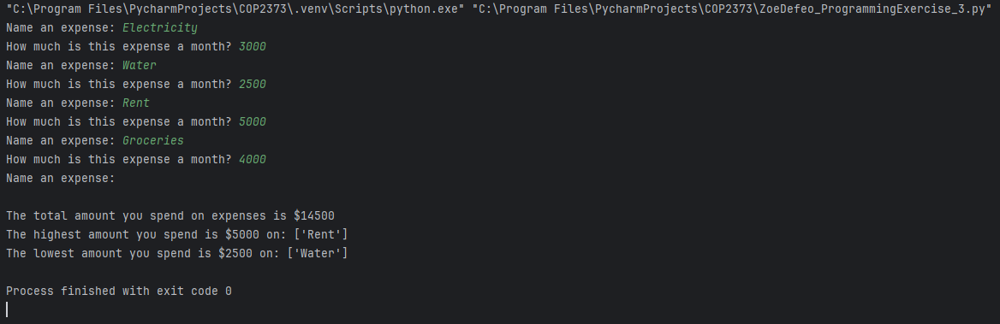 "C:\Program Files\PycharmProjects\COP2373\.venv\Scripts\python.exe" "C:\Program Files\PycharmProjects\COP2373\ZoeDefeo_ProgrammingExercise_3.py"
Name an expense: Electricity
How much is this expense a month? 3000
Name an expense: Water
How much is this expense a month? 2500
Name an expense: Rent
How much is this expense a month? 5000
Name an expense: Groceries
How much is this expense a month? 4000
Name an expense:
The total amount you spend on expenses is $14500
The highest amount you spend is $5000 on: ['Rent']
The lowest amount you spend is $2500 on: ['Water']
Process finished with exit code 0